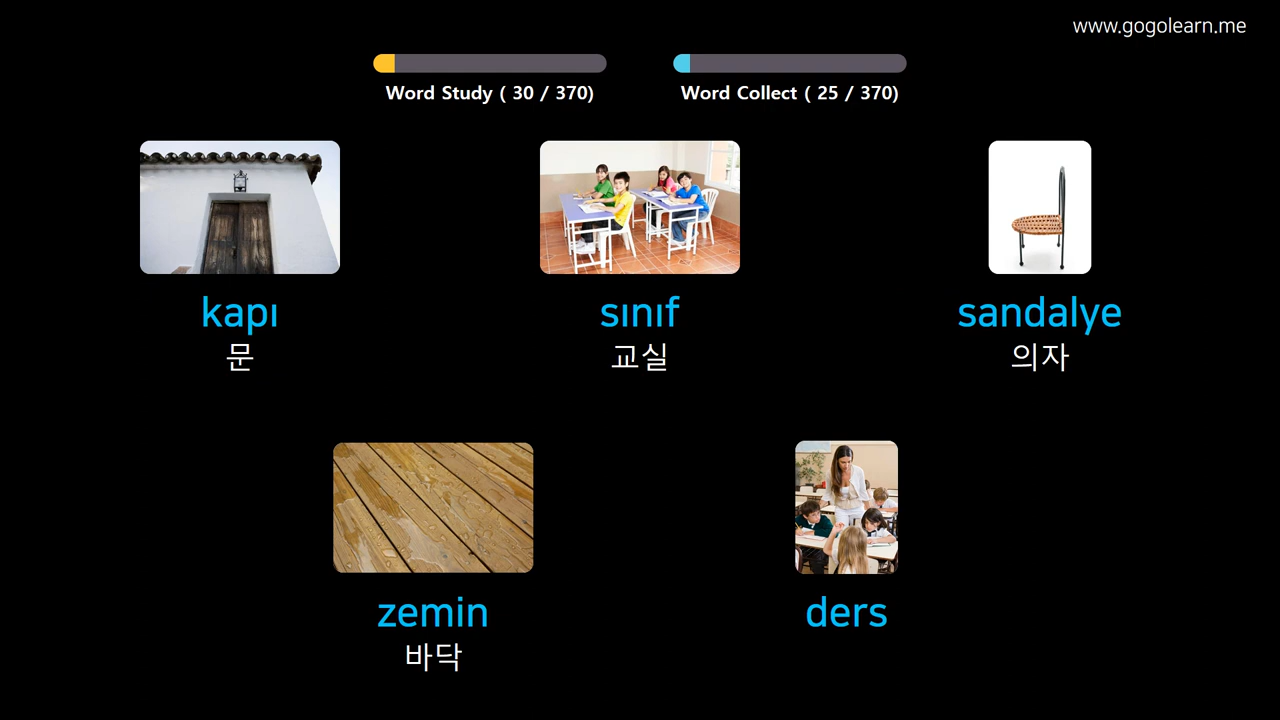 www.gogolearn.me
Word Study ( 30 / 370)
Word Collect ( 25 / 370)
kapı
문
sınıf
교실
sandalye
의자
zemin
바닥
ders